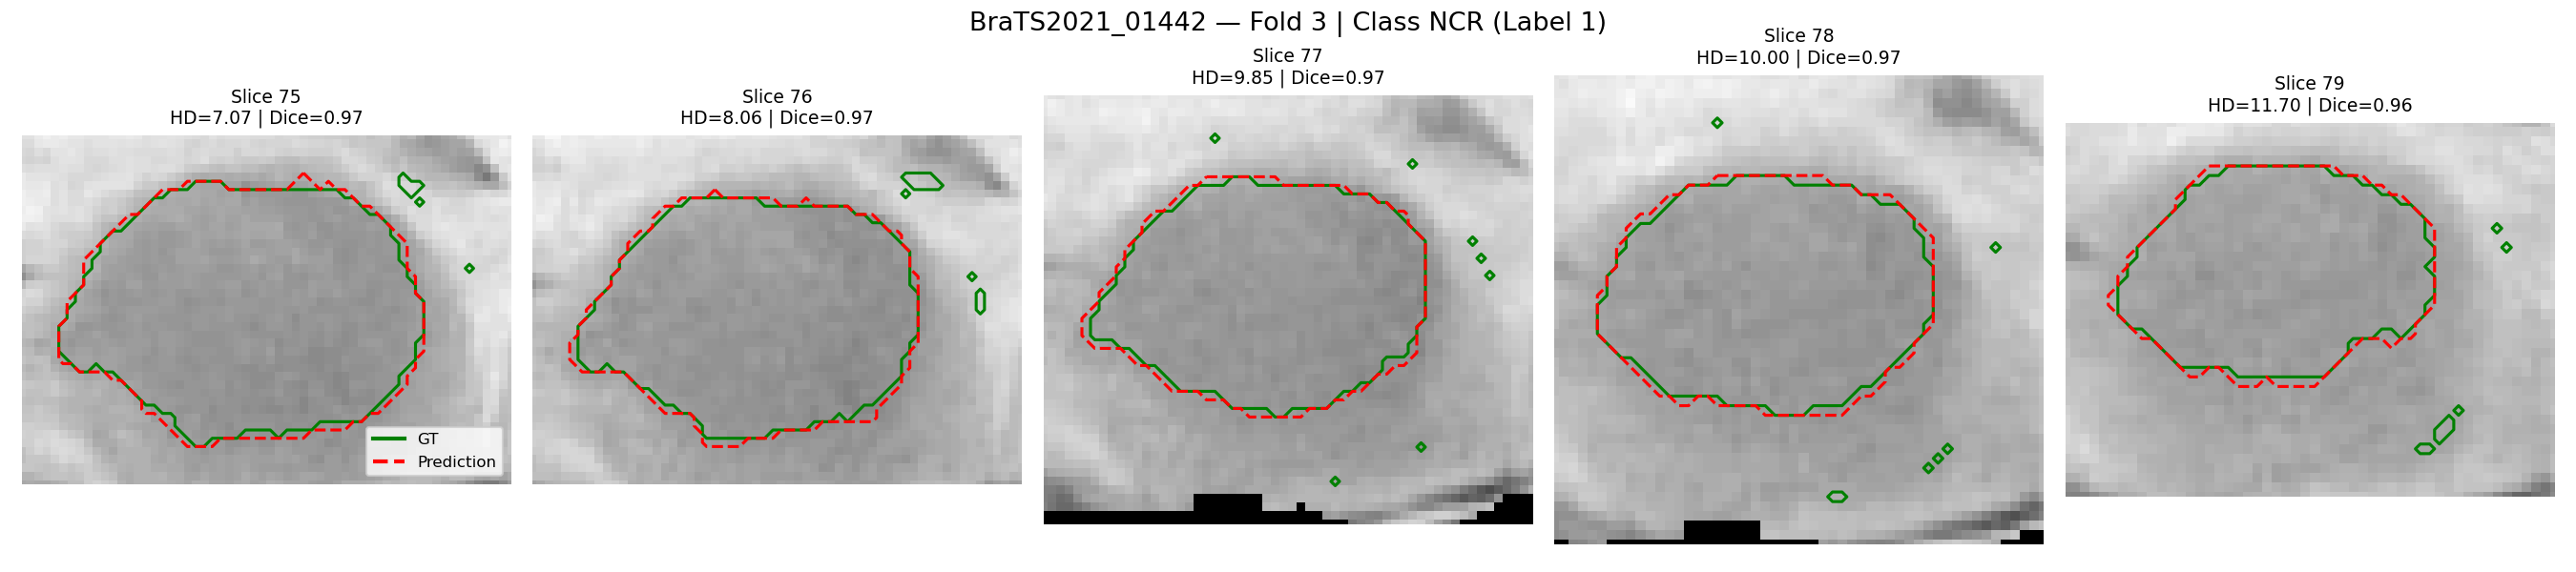 BraTS2021_01442 — Fold 3 | Class NCR (Label 1)
Slice 75
HD=7.07 | Dice=0.97
Slice 76
HD=8.06 | Dice=0.97
Slice 77
HD=9.85 | Dice=0.97
Slice 78
HD=10.00 | Dice=0.97
Slice 79
HD=11.70 | Dice=0.96
GT
Prediction